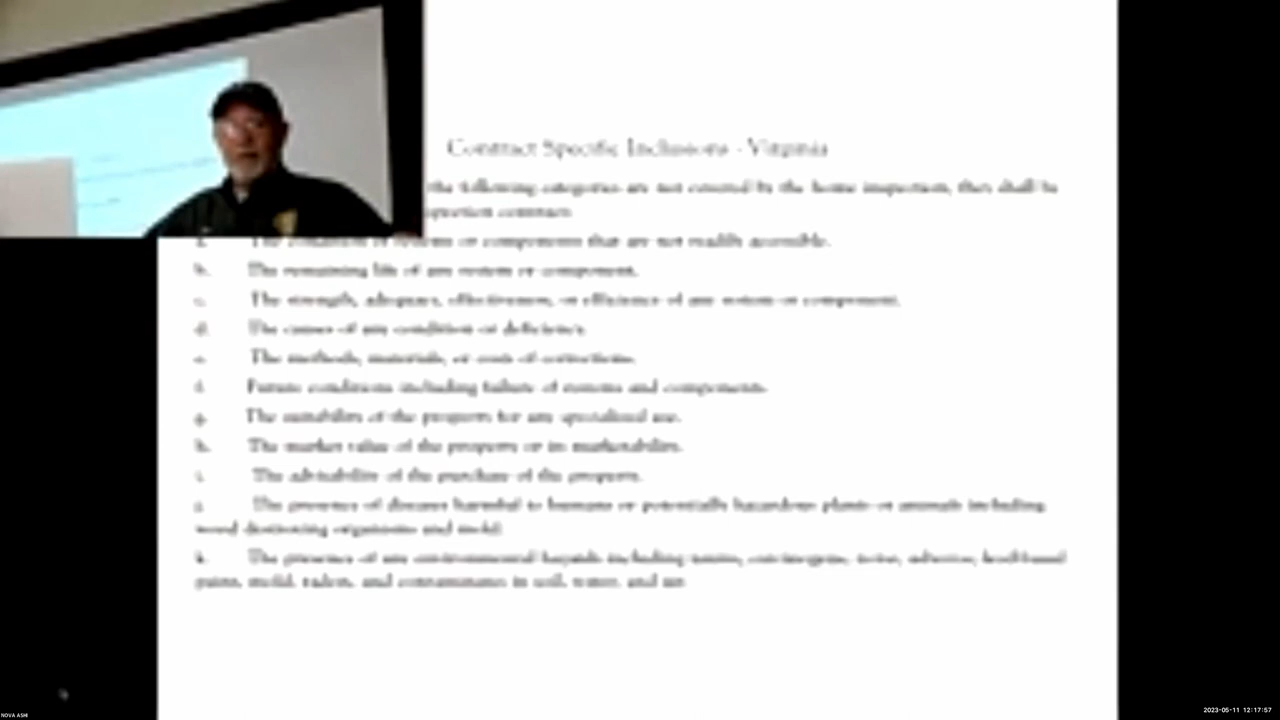 Contract Specific Inclusions - Virginia
the following categories are not covered by the home inspection, they shall be
spection contract:
The condition of systems or components that are not readily accessible.
b. The remaining life of any system or component.
c. The strength, adequacy, effectiveness, or efficiency of any system or component.
d. The causes of any condition or deficiency.
e. The methods, materials, or costs of corrections.
f. Future conditions including failure of systems and components.
g. The suitability of the property for any specialized use.
h. The market value of the property or its marketability.
i. The advisability of the purchase of the property.
j. The presence of diseases harmful to humans or potentially hazardous plants or animals including
wood destroying organisms and mold.
k. The presence of any environmental hazards including toxins, carcinogens, noise, asbestos, lead-based
paint, mold, radon, and contaminants in soil, water, and air.
NOVA ASHI
2023-05-11 12:17:57